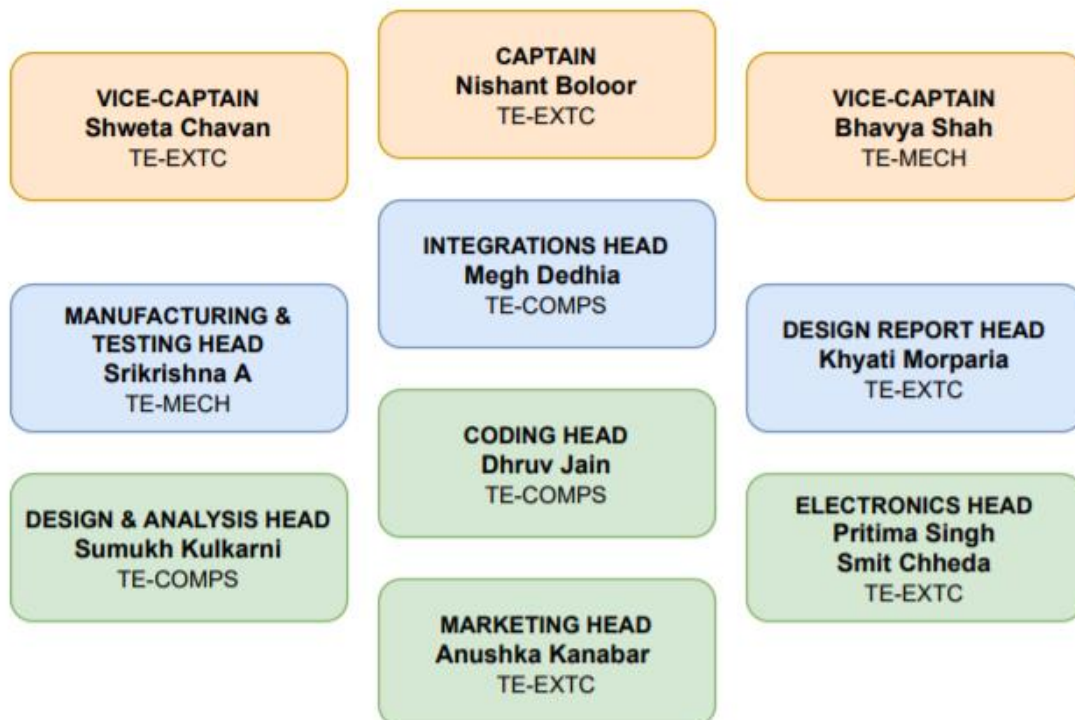 CAPTAIN
Nishant Boloor
TE-EXTC
VICE-CAPTAIN
Shweta Chavan
TE-EXTC
VICE-CAPTAIN
Bhavya Shah
TE-MECH
INTEGRATIONS HEAD
Megh Dedhia
TE-COMPS
MANUFACTURING &
TESTING HEAD
Srikrishna A
TE-MECH
DESIGN REPORT HEAD
Khyati Morparia
TE-EXTC
CODING HEAD
Dhruv Jain
TE-COMPS
DESIGN & ANALYSIS HEAD
Sumukh Kulkarni
TE-COMPS
ELECTRONICS HEAD
Pritima Singh
Smit Chheda
TE-EXTC
MARKETING HEAD
Anushka Kanabar
TE-EXTC